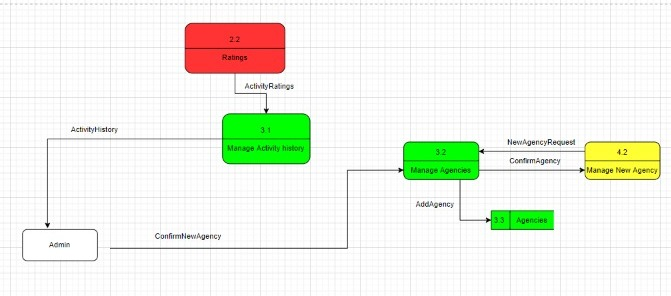 2.2
Ratings
ActivityRatings
3.1
Manage Activity history
ActivityHistory
Admin
ConfirmNewAgency
3.2
Manage Agencies
NewAgencyRequest
ConfirmAgency
4.2
Manage New Agency
AddAgency
3.3 Agencies